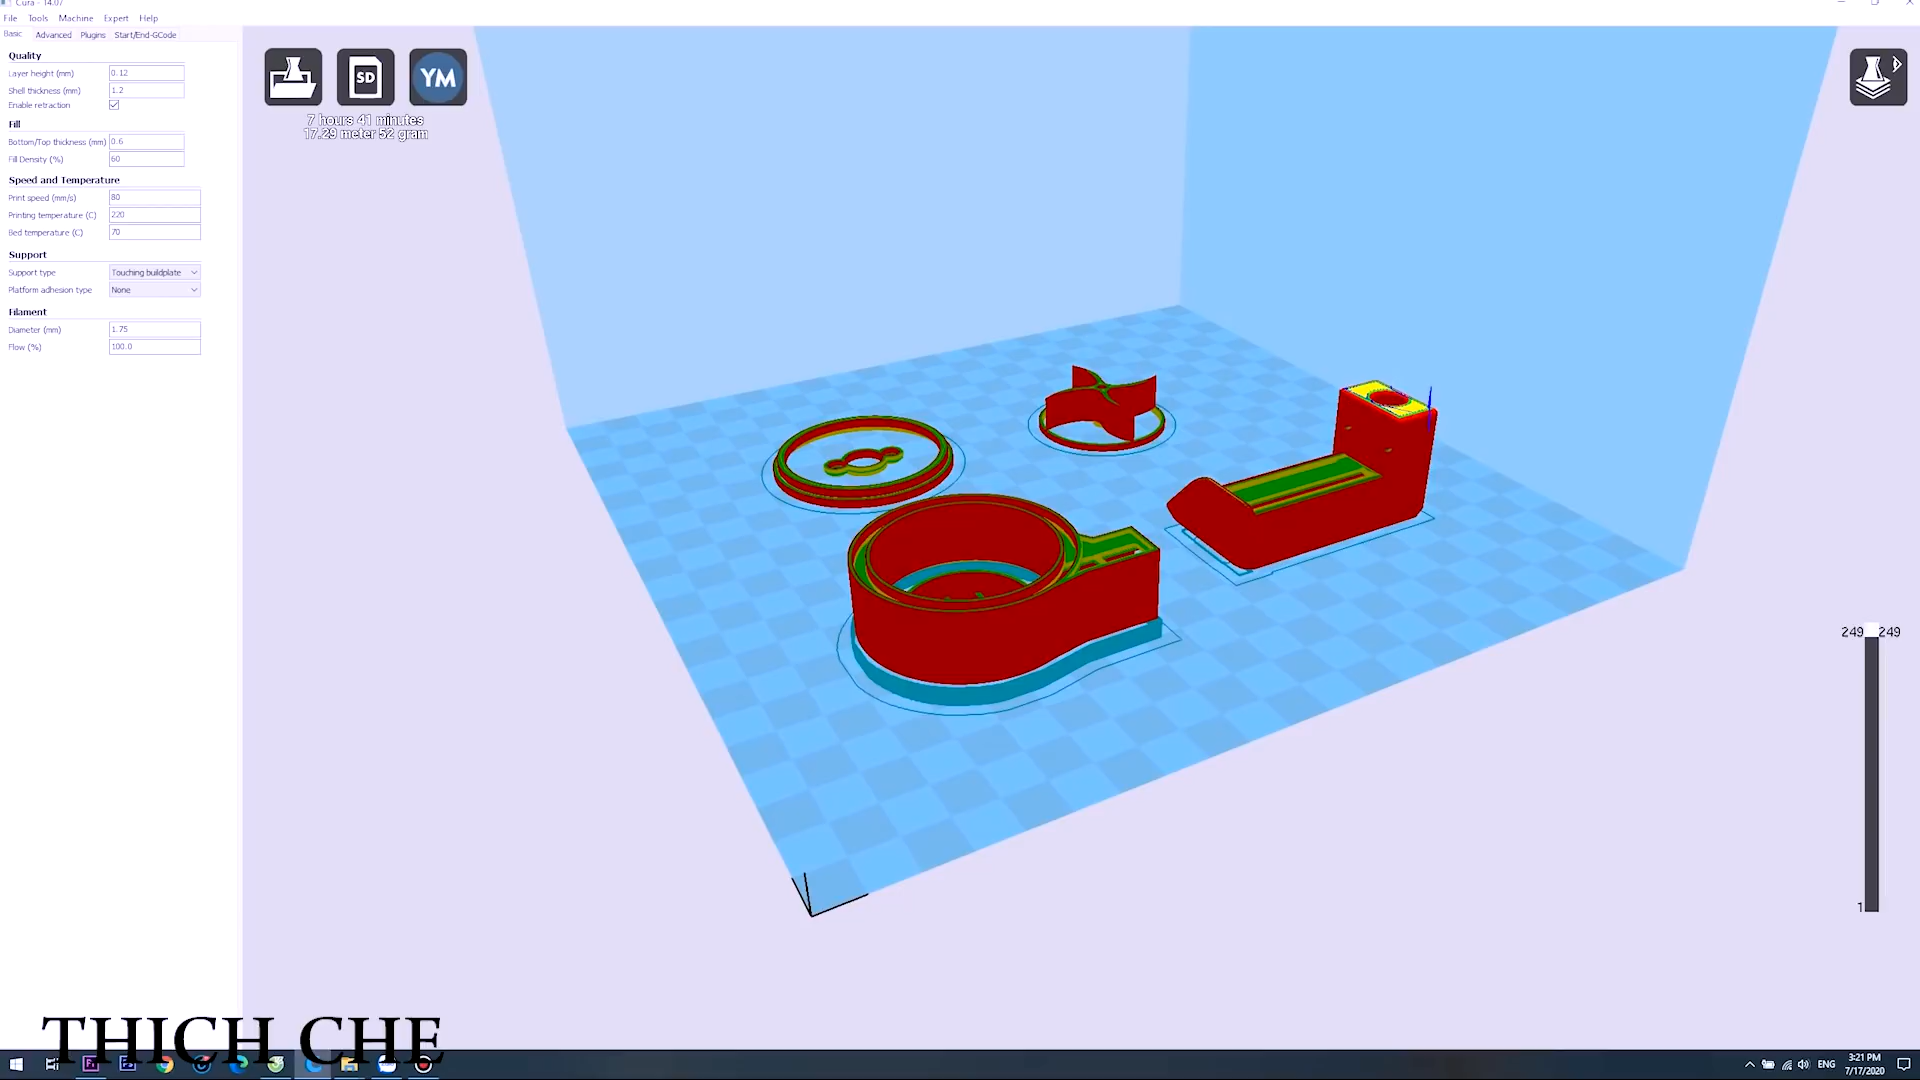 Cura - 14.07
File Tools Machine Expert Help
Basic Advanced Plugins Start/End-GCode
Quality
Layer height (mm) 0.12
Shell thickness (mm) 1.2
Enable retraction
Fill
Bottom/Top thickness (mm) 0.6
Fill Density (%) 60
Speed and Temperature
Print speed (mm/s) 80
Printing temperature (C) 220
Bed temperature (C) 70
Support
Support type Touching buildplate
Platform adhesion type None
Filament
Diameter (mm) 1.75
Flow (%) 100.0
SD
YM
7 hours 41 minutes
17.29 meter 52 gram
249 249
1
THICH CHE
ENG
3:21 PM
7/17/2020